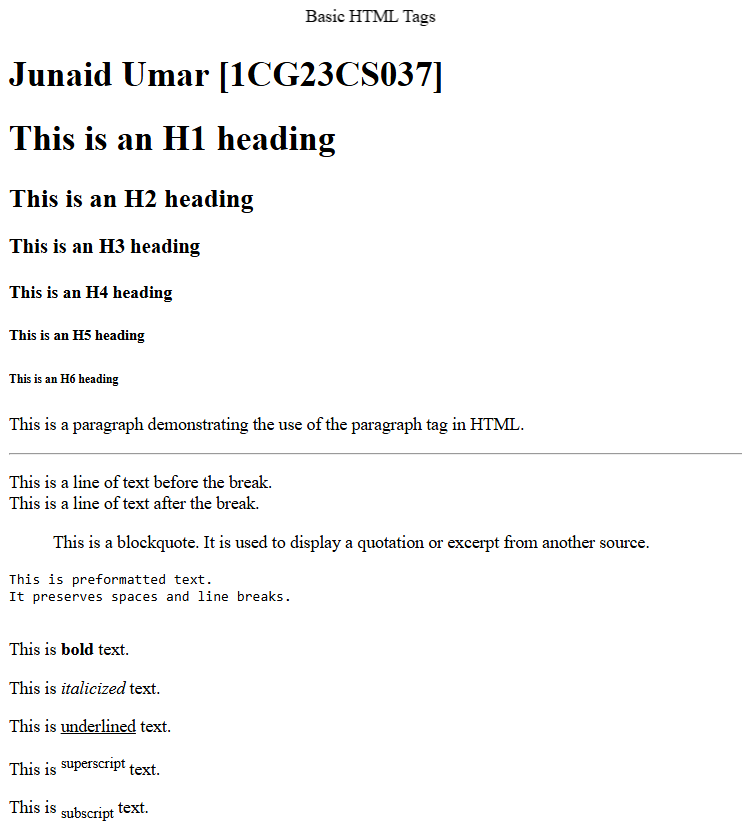 Basic HTML Tags
Junaid Umar [1CG23CS037]
This is an H1 heading
This is an H2 heading
This is an H3 heading
This is an H4 heading
This is an H5 heading
This is an H6 heading
This is a paragraph demonstrating the use of the paragraph tag in HTML.
This is a line of text before the break.
This is a line of text after the break.
This is a blockquote. It is used to display a quotation or excerpt from another source.
This is preformatted text.
It preserves spaces and line breaks.
This is bold text.
This is italicized text.
This is underlined text.
This is superscript text.
This is subscript text.